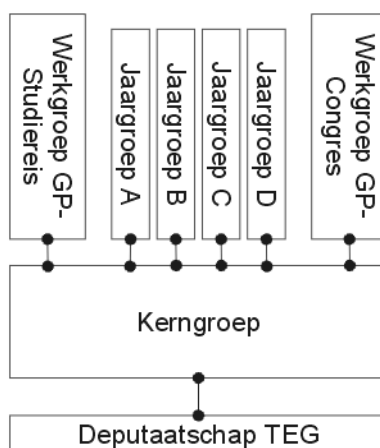 Werkgroep GP-
Studiereis
Jaargroep A
Jaargroep B
Jaargroep C
Jaargroep D
Werkgroep GP-
Congres
Kerngroep
Deputaatschap TEG